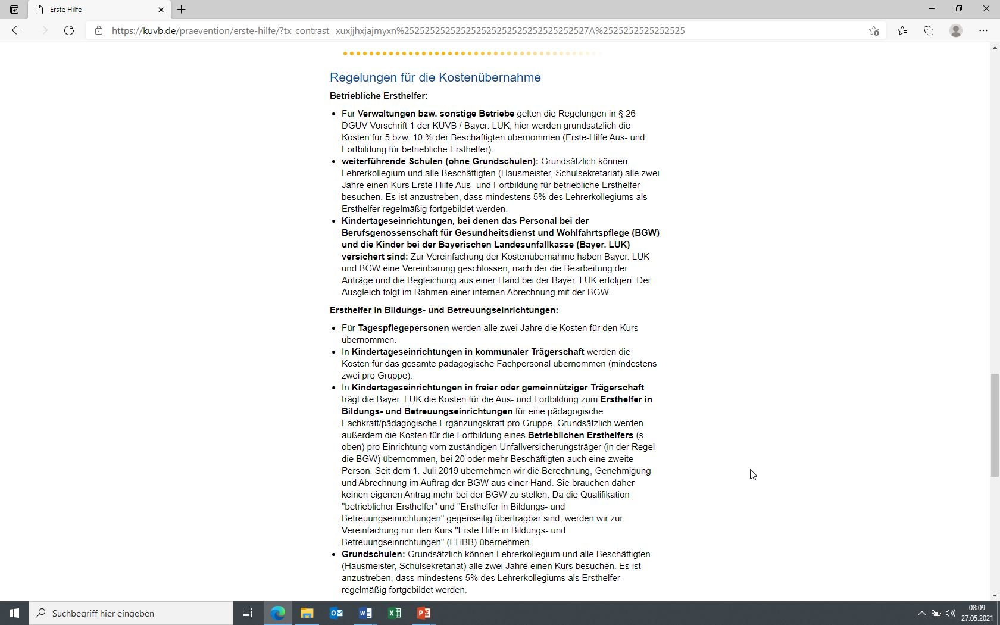 Erste Hilfe
https://kuvb.de/praevention/erste-hilfe/?tx_contrast=xuxjjhxjajmyxn%25252525252525252525252525252525252527A%2525252525252525
Regelungen für die Kostenübernahme
Betriebliche Ersthelfer:
• Für Verwaltungen bzw. sonstige Betriebe gelten die Regelungen in § 26
DGUV Vorschrift 1 der KUVB / Bayer. LUK, hier werden grundsätzlich die
Kosten für 5 bzw. 10 % der Beschäftigten übernommen (Erste-Hilfe Aus- und
Fortbildung für betriebliche Ersthelfer).
• weiterführende Schulen (ohne Grundschulen): Grundsätzlich können
Lehrerkollegium und alle Beschäftigten (Hausmeister, Schulsekretariat) alle zwei
Jahre einen Kurs Erste-Hilfe Aus- und Fortbildung für betriebliche Ersthelfer
besuchen. Es ist anzustreben, dass mindestens 5% des Lehrerkollegiums als
Ersthelfer regelmäßig fortgebildet werden.
• Kindertageseinrichtungen, bei denen das Personal bei der
Berufsgenossenschaft für Gesundheitsdienst und Wohlfahrtspflege (BGW)
und die Kinder bei der Bayerischen Landesunfallkasse (Bayer. LUK)
versichert sind: Zur Vereinfachung der Kostenübernahme haben Bayer. LUK
und BGW eine Vereinbarung geschlossen, nach der die Bearbeitung der
Anträge und die Begleichung aus einer Hand bei der Bayer. LUK erfolgen. Der
Ausgleich folgt im Rahmen einer internen Abrechnung mit der BGW.
Ersthelfer in Bildungs- und Betreuungseinrichtungen:
• Für Tagespflegepersonen werden alle zwei Jahre die Kosten für den Kurs
übernommen.
• In Kindertageseinrichtungen in kommunaler Trägerschaft werden die
Kosten für das gesamte pädagogische Fachpersonal übernommen (mindestens
zwei pro Gruppe).
• In Kindertageseinrichtungen in freier oder gemeinnütziger Trägerschaft
trägt die Bayer. LUK die Kosten für die Aus- und Fortbildung zum Ersthelfer in
Bildungs- und Betreuungseinrichtungen für eine pädagogische
Fachkraft/pädagogische Ergänzungskraft pro Gruppe. Grundsätzlich werden
außerdem die Kosten für die Fortbildung eines Betrieblichen Ersthelfers (s.
oben) pro Einrichtung vom zuständigen Unfallversicherungsträger (in der Regel
die BGW) übernommen, bei 20 oder mehr Beschäftigten auch eine zweite
Person. Seit dem 1. Juli 2019 übernehmen wir die Berechnung, Genehmigung
und Abrechnung im Auftrag der BGW aus einer Hand. Sie brauchen daher
keinen eigenen Antrag mehr bei der BGW zu stellen. Da die Qualifikation
"betrieblicher Ersthelfer" und "Ersthelfer in Bildungs- und
Betreuungseinrichtungen" gegenseitig übertragbar sind, werden wir zur
Vereinfachung nur den Kurs "Erste Hilfe in Bildungs- und
Betreuungseinrichtungen" (EHBB) übernehmen.
• Grundschulen: Grundsätzlich können Lehrerkollegium und alle Beschäftigten
(Hausmeister, Schulsekretariat) alle zwei Jahre einen Kurs besuchen. Es ist
anzustreben, dass mindestens 5% des Lehrerkollegiums als Ersthelfer
regelmäßig fortgebildet werden.
Suchbegriff hier eingeben
08:09
27.05.2021